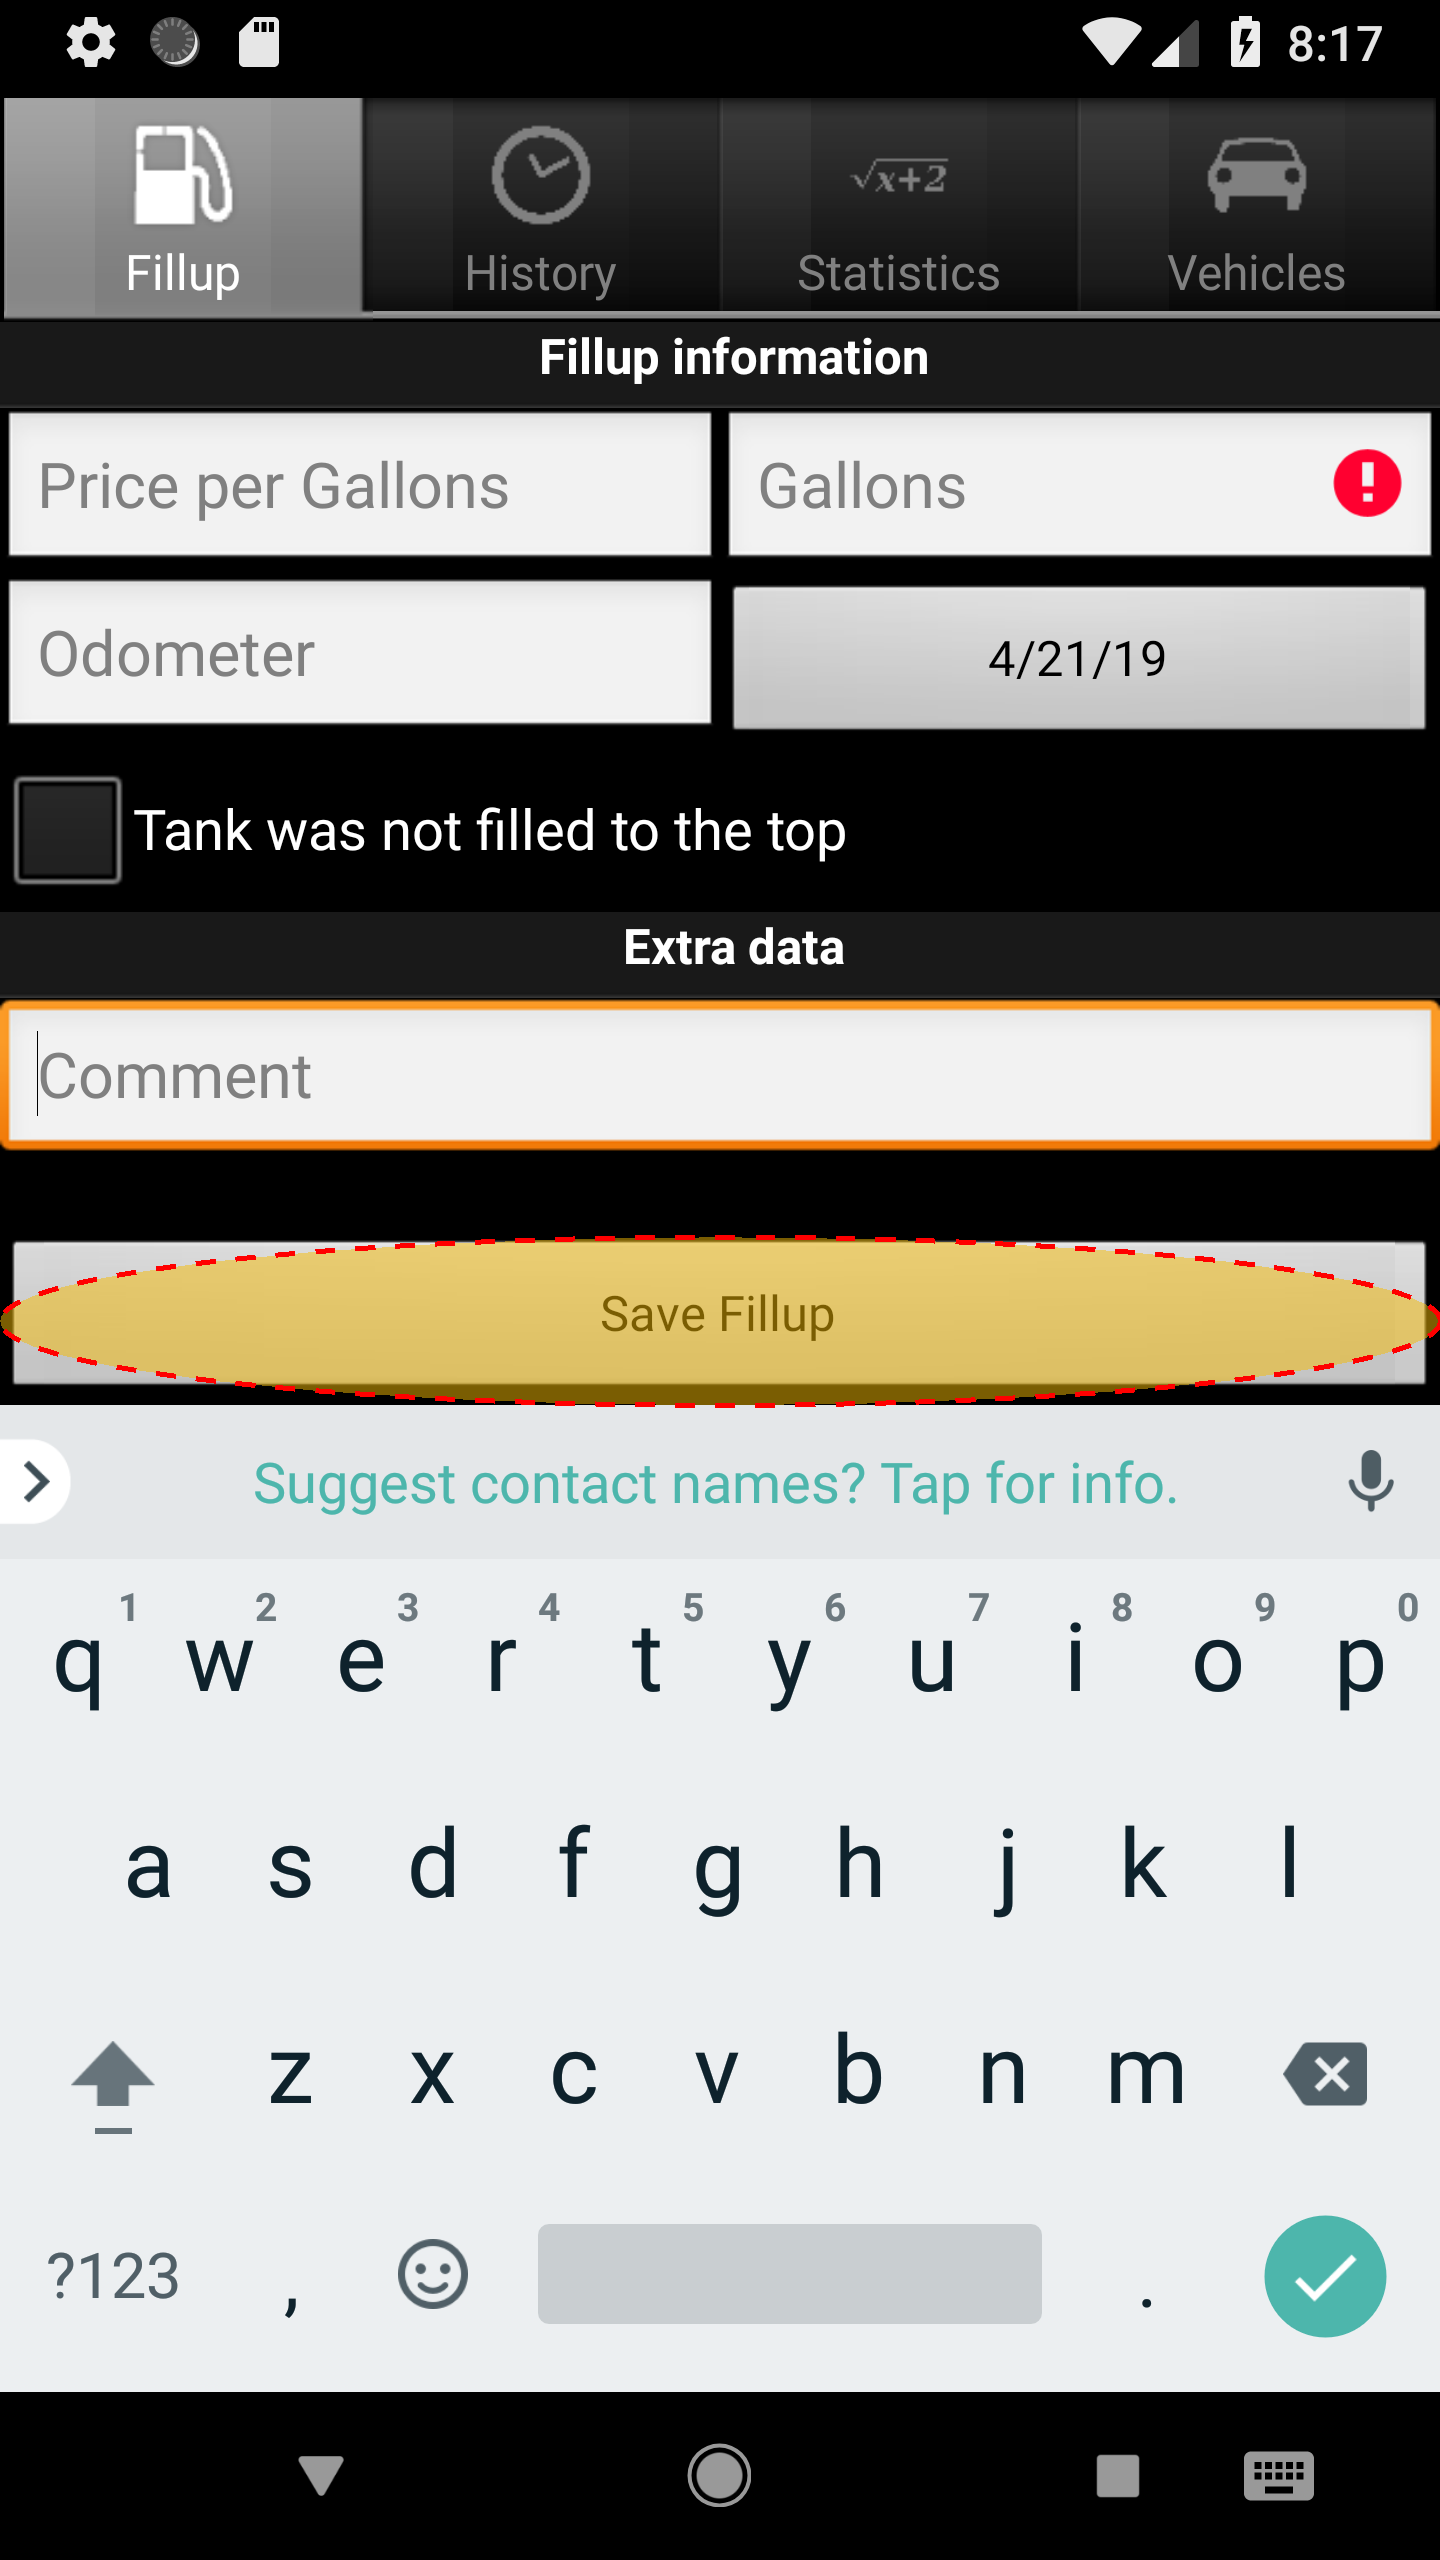 8:17
Fillup
History
√x+2
Statistics
Vehicles
Fillup information
Price per Gallons
Gallons
Odometer
4/21/19
Tank was not filled to the top
Extra data
Comment
Save Fillup
Suggest contact names? Tap for info.
1 2 3 4 5 6 7 8 9 0
q w e r t y u i o p
a s d f g h j k l
z x c v b n m
?123 , .